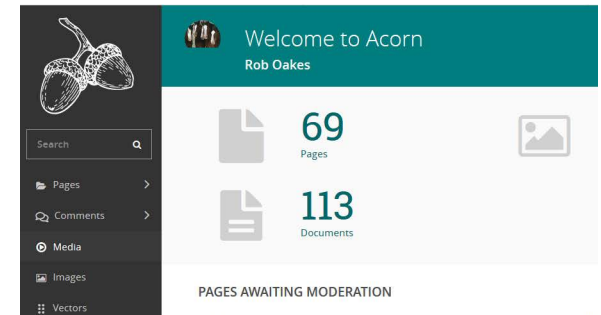 Welcome to Acorn
Rob Oakes
Search
Pages
Comments
Media
Images
Vectors
69
Pages
113
Documents
PAGES AWAITING MODERATION